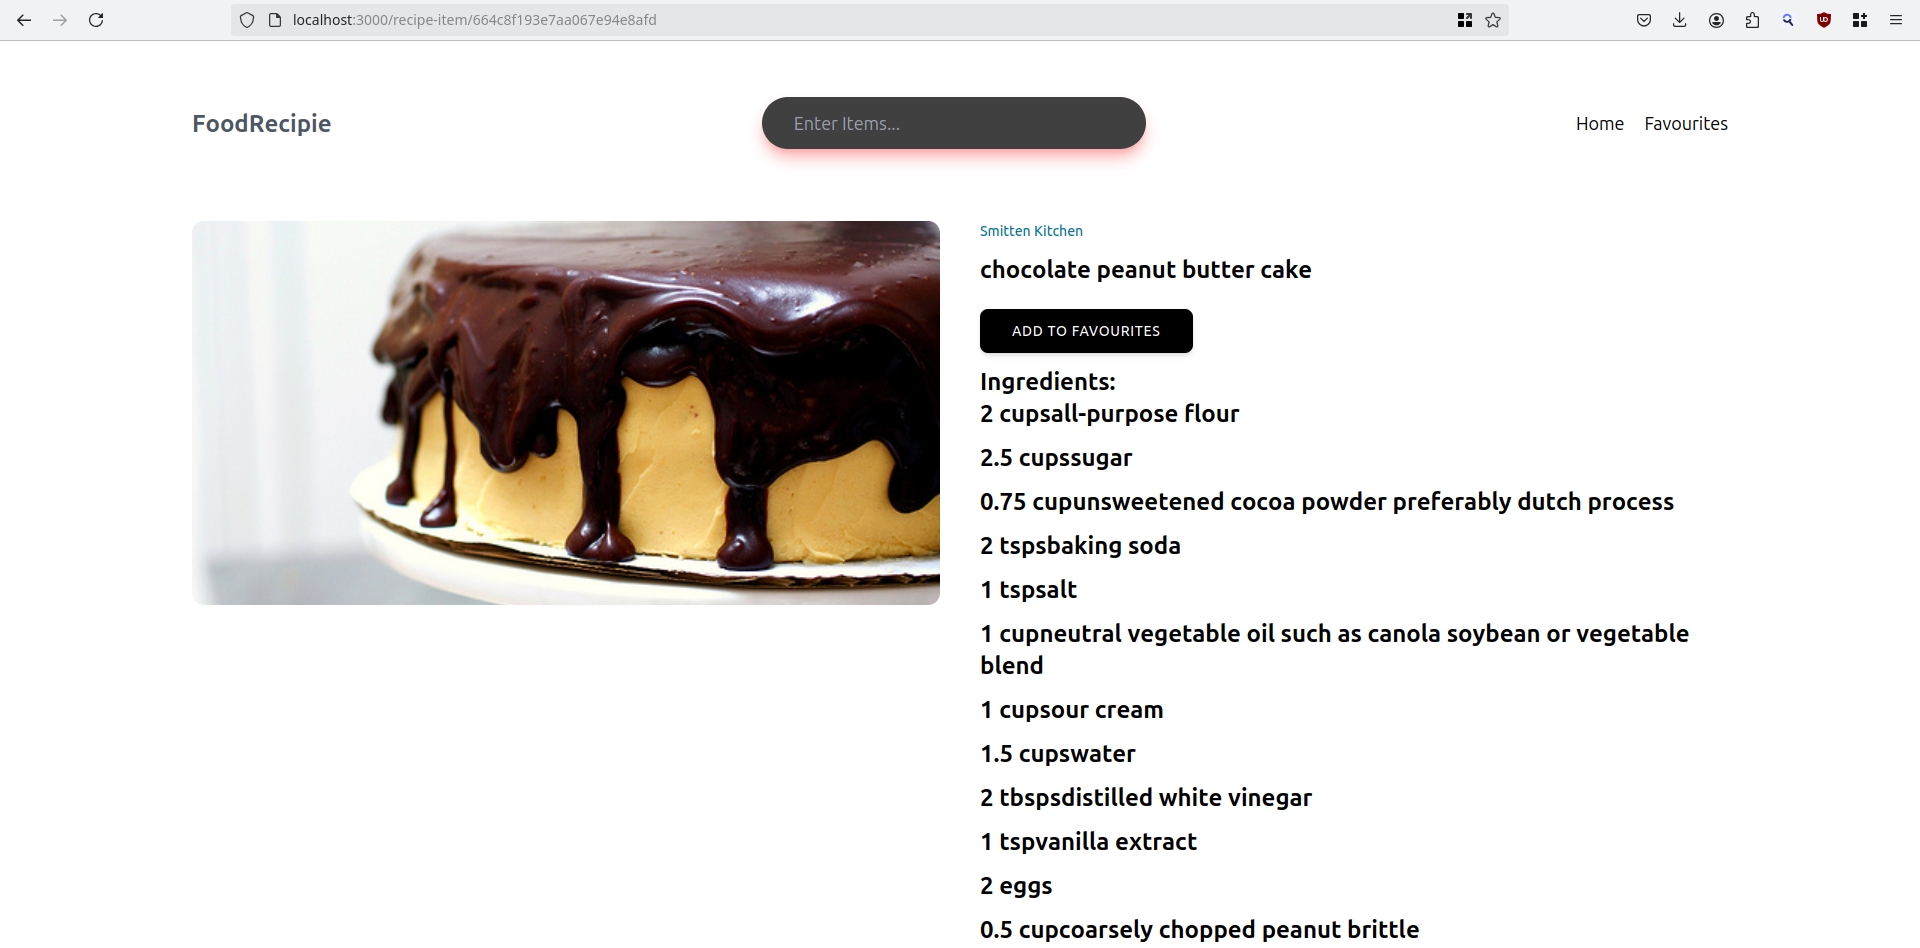 localhost:3000/recipe-item/664c8f193e7aa067e94e8afd
FoodRecipie
Enter Items...
Home Favourites
Smitten Kitchen
chocolate peanut butter cake
ADD TO FAVOURITES
Ingredients:
2 cupsall-purpose flour
2.5 cupssugar
0.75 cupunsweetened cocoa powder preferably dutch process
2 tspsbaking soda
1 tspsalt
1 cupneutral vegetable oil such as canola soybean or vegetable
blend
1 cupsour cream
1.5 cupswater
2 tbspsdistilled white vinegar
1 tspvanilla extract
2 eggs
0.5 cupcoarsely chopped peanut brittle